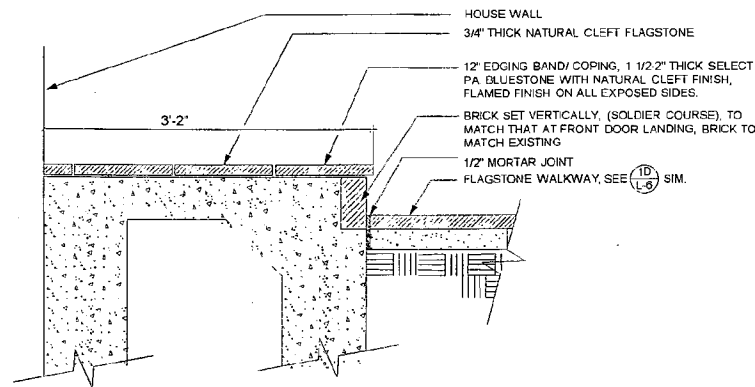 HOUSE WALL
3/4" THICK NATURAL CLEFT FLAGSTONE
12" EDGING BAND/ COPING, 1 1/2-2" THICK SELECT
PA BLUESTONE WITH NATURAL CLEFT FINISH,
FLAMED FINISH ON ALL EXPOSED SIDES.
3'-2"
BRICK SET VERTICALLY, (SOLDIER COURSE), TO
MATCH THAT AT FRONT DOOR LANDING, BRICK TO
MATCH EXISTING
1/2" MORTAR JOINT
FLAGSTONE WALKWAY, SEE 1D L-6 SIM.